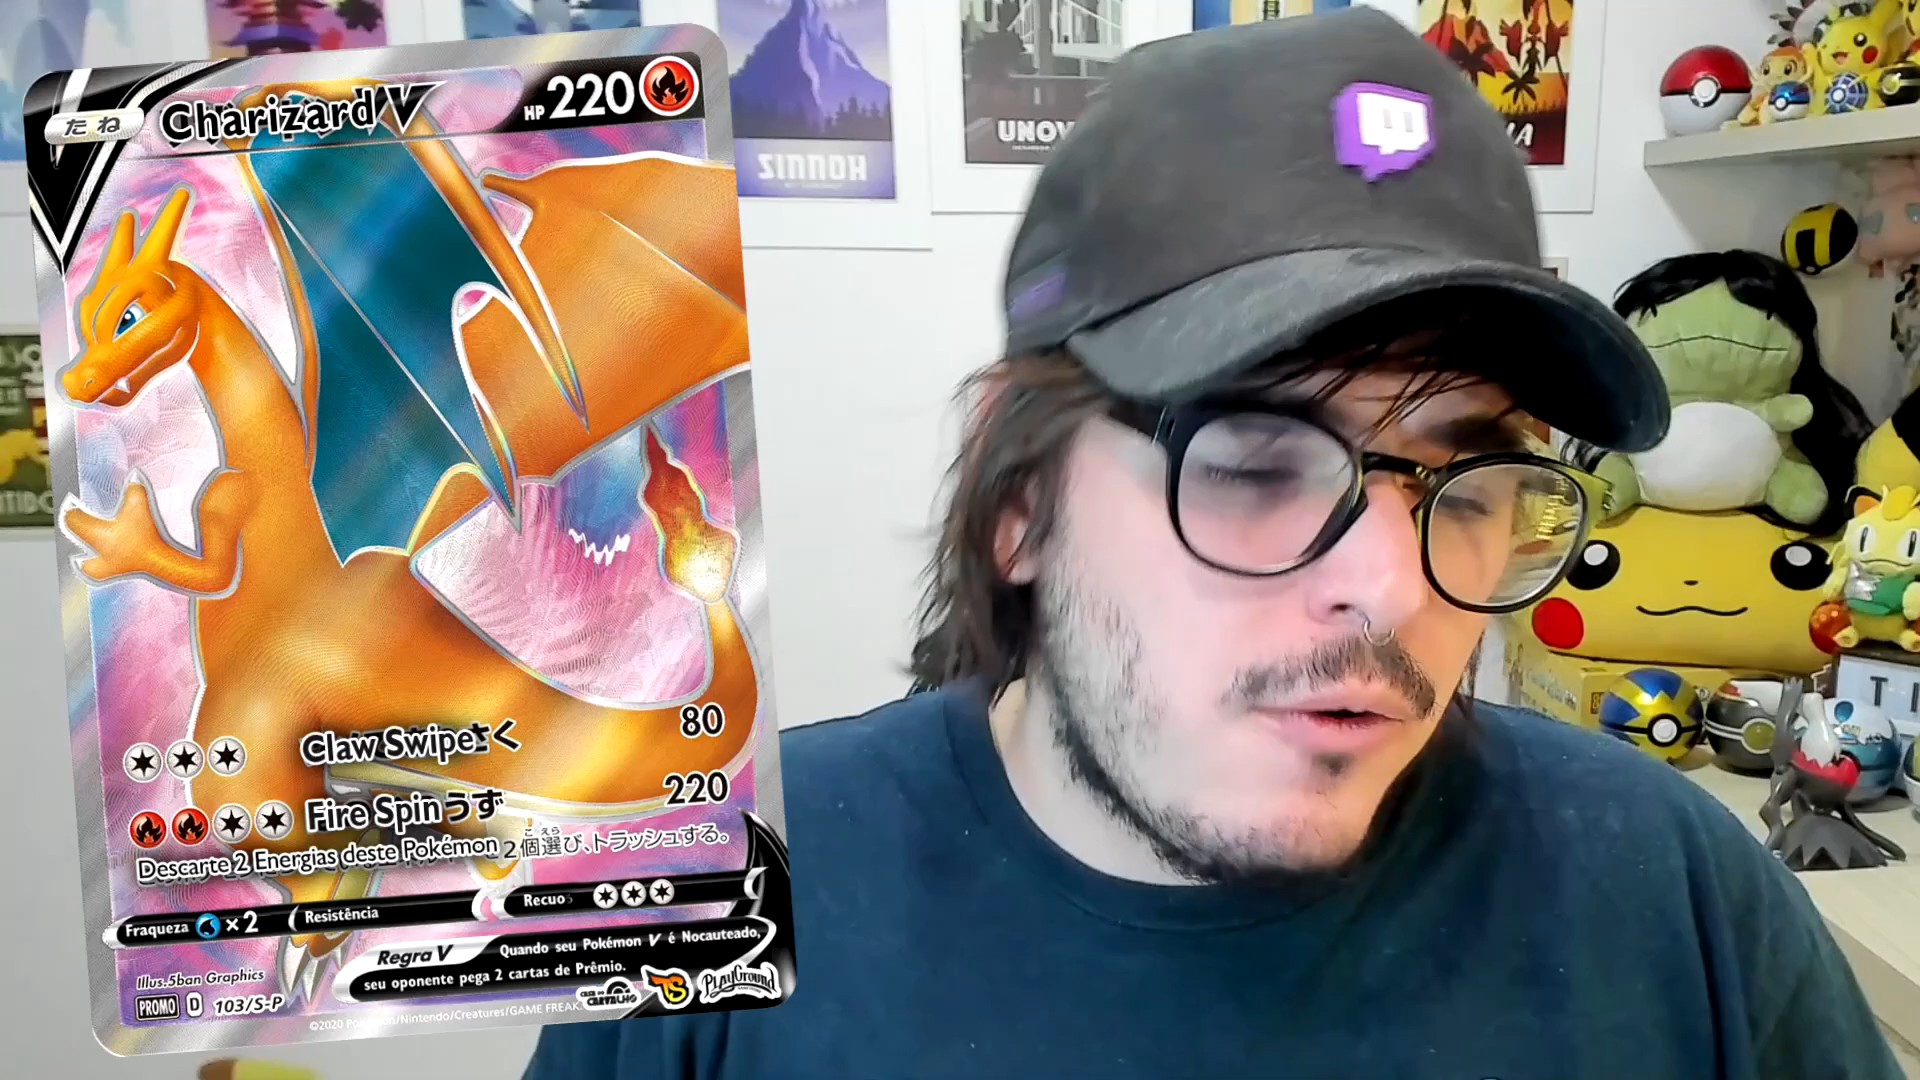 たね
Charizard V
HP 220
SINNOH
UNOV
Claw Swipe く 80
Fire Spin うず 220
Descarte 2 Energias deste Pokémon 2個選び、トラッシュする。
Fraqueza ×2
Resistência
Recuo
Regra V Quando seu Pokémon V é Nocauteado,
seu oponente pega 2 cartas de Prêmio.
Illus. 5ban Graphics
PROMO D 103/S-P
CARVALHO
TS
PLAYGROUND
©2020 Pokémon/Nintendo/Creatures/GAME FREAK.
TI